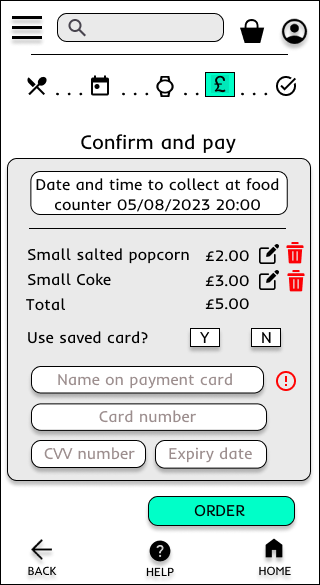 £
Confirm and pay
Date and time to collect at food
counter 05/08/2023 20:00
Small salted popcorn £2.00
Small Coke £3.00
Total £5.00
Use saved card? Y N
Name on payment card
Card number
CVV number Expiry date
ORDER
BACK HELP HOME